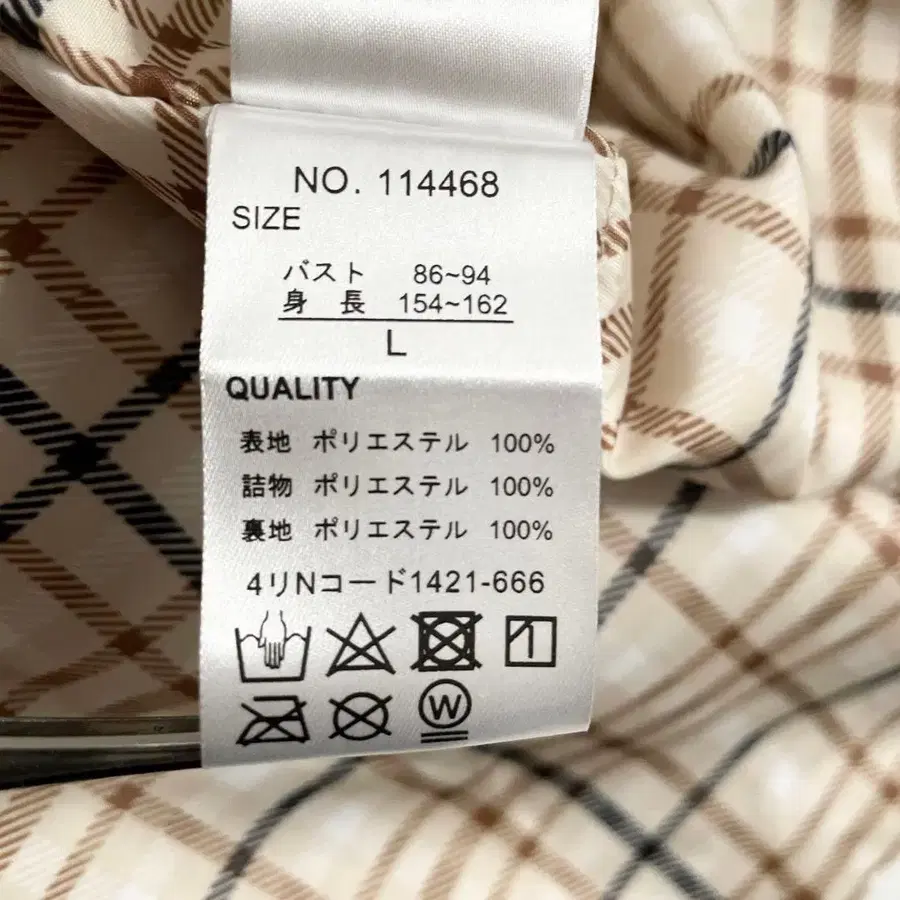 NO. 114468
SIZE
バスト 86~94
身 長 154~162
L
QUALITY
表地 ポリエステル 100%
詰物 ポリエステル 100%
裏地 ポリエステル 100%
4リNコード1421-666
W